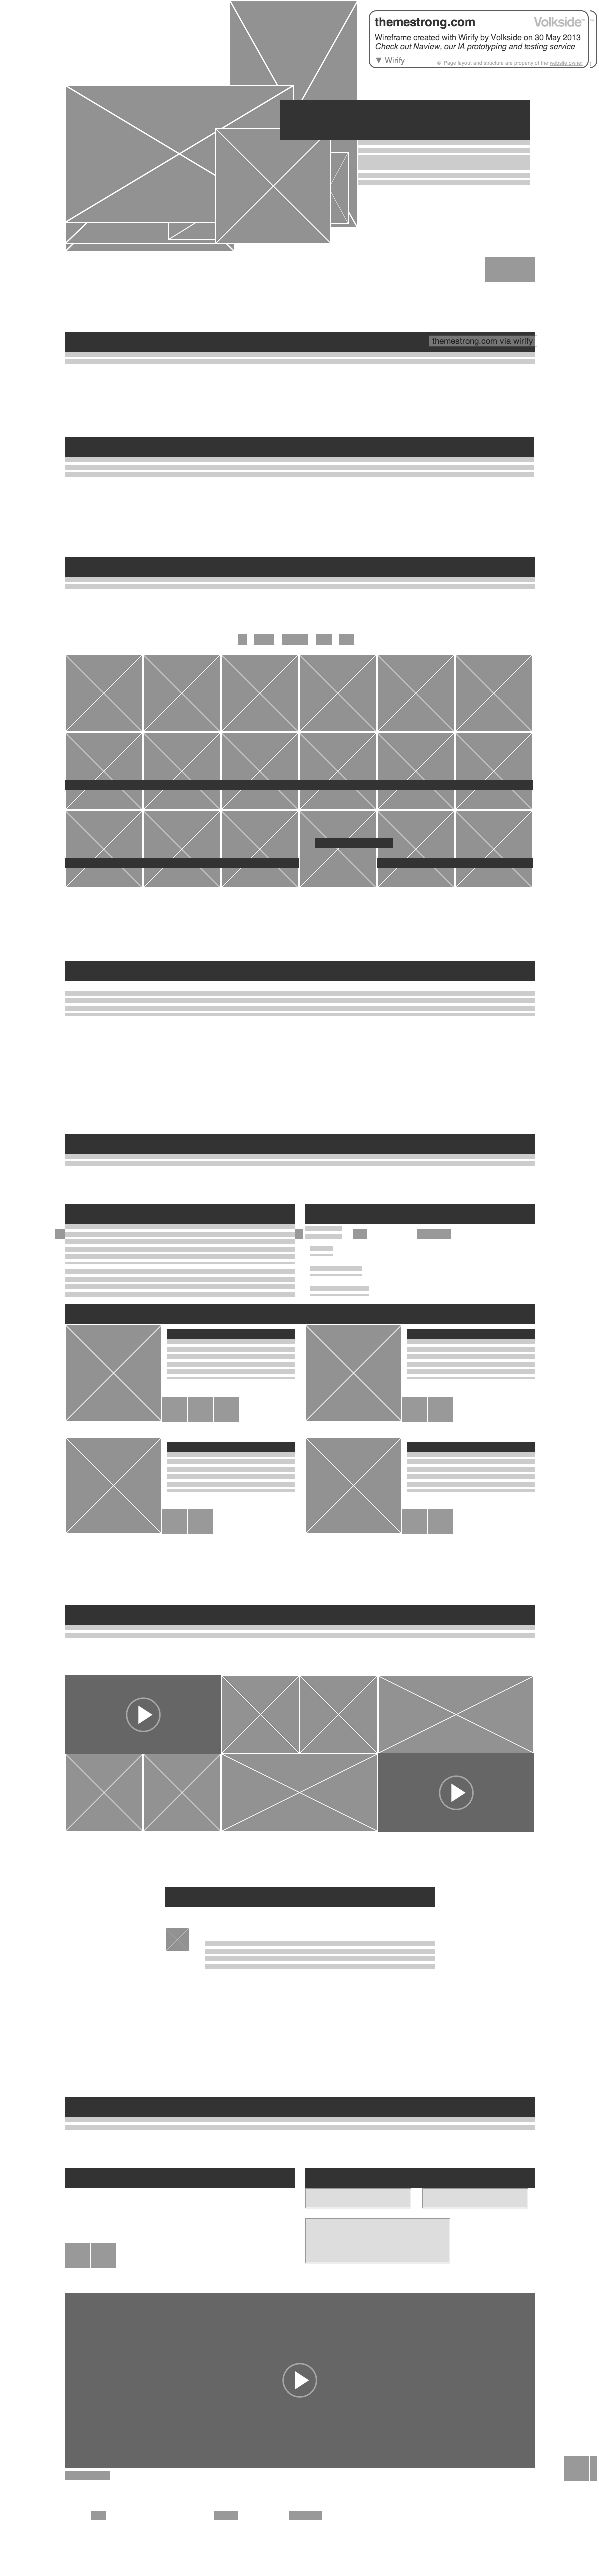 themestrong.com Volkside™
Wireframe created with Wirify by Volkside on 30 May 2013
Check out Naview, our IA prototyping and testing service
▼ Wirify
© Page layout and structure are property of the website owner
themestrong.com via wirify